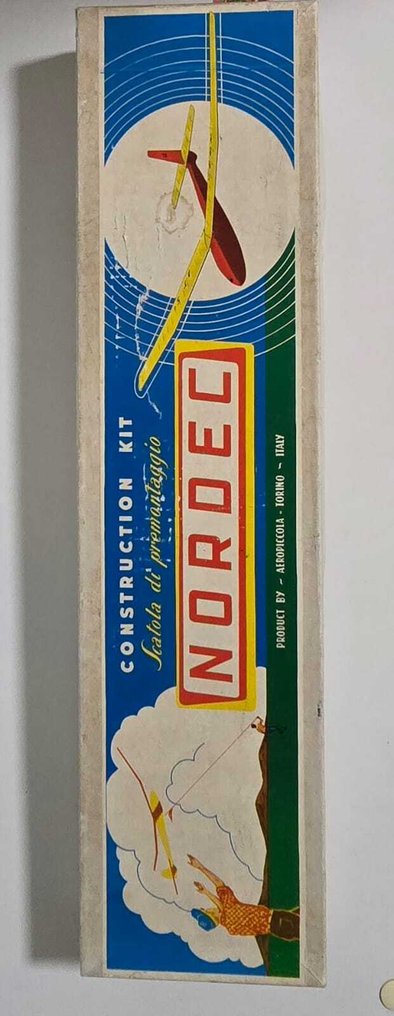 CONSTRUCTION KIT
Scatola di premontaggio
NORDEC
PRODUCT BY ~ AEROPICCOLA - TORINO ~ ITALY